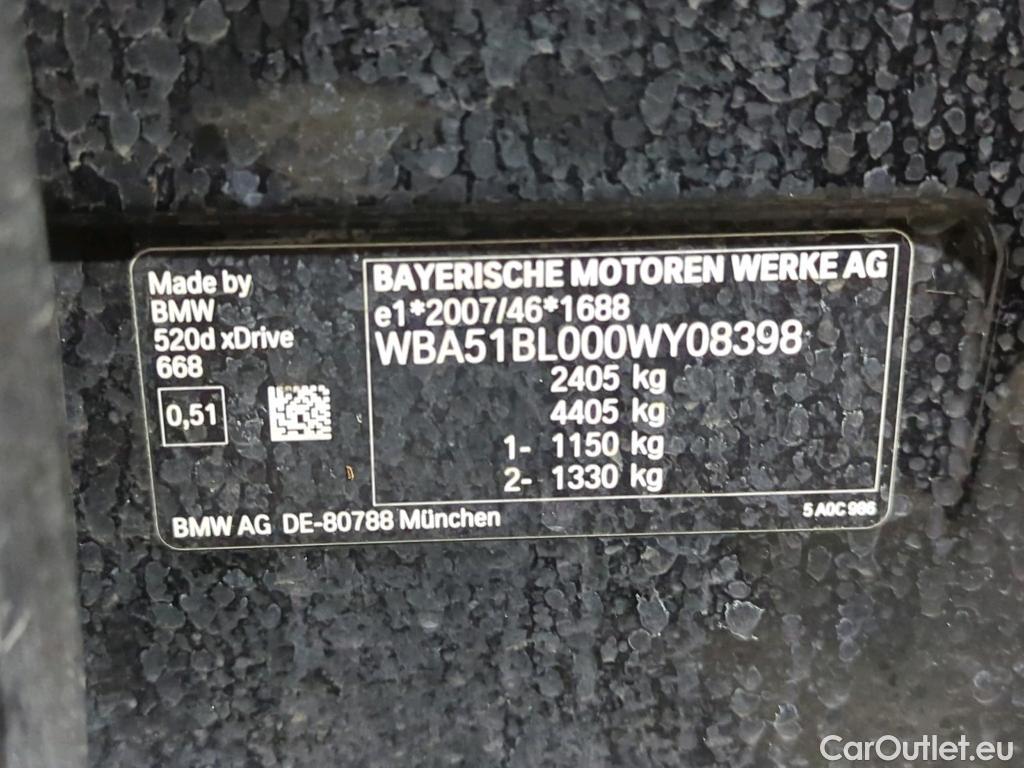 Made by
BMW
520d xDrive
668
0,51
BAYERISCHE MOTOREN WERKE AG
e1*2007/46*1688
WBA51BL000WY08398
2405 kg
4405 kg
1- 1150 kg
2- 1330 kg
BMW AG DE-80788 München
5 A0C 986
CarOutlet.eu